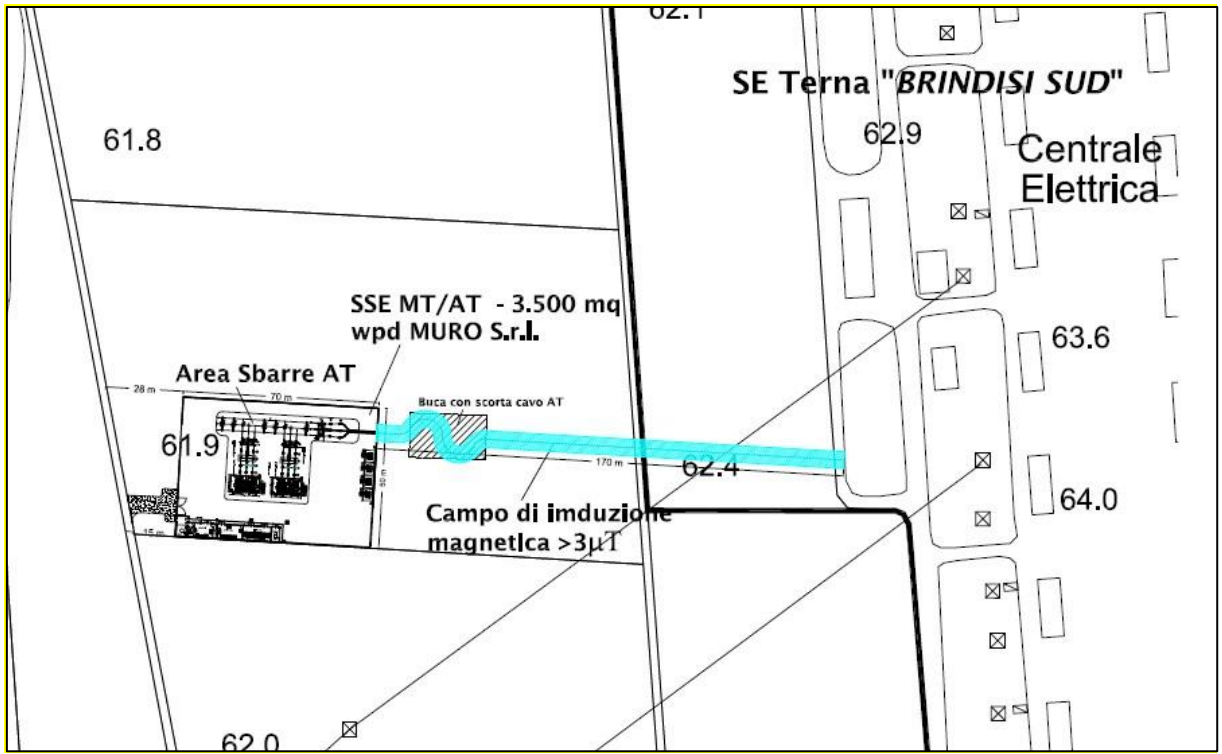 62.1
SE Terna "BRINDISI SUD"
61.8
62.9
Centrale
Elettrica
SSE MT/AT - 3.500 mq
wpd MURO S.r.l.
63.6
Area Sbarre AT
28 m
70 m
Buca con scorta cavo AT
61.9
50 m
170 m
62.4
64.0
Campo di imduzione
magnetica >3μT
15 m
62.0